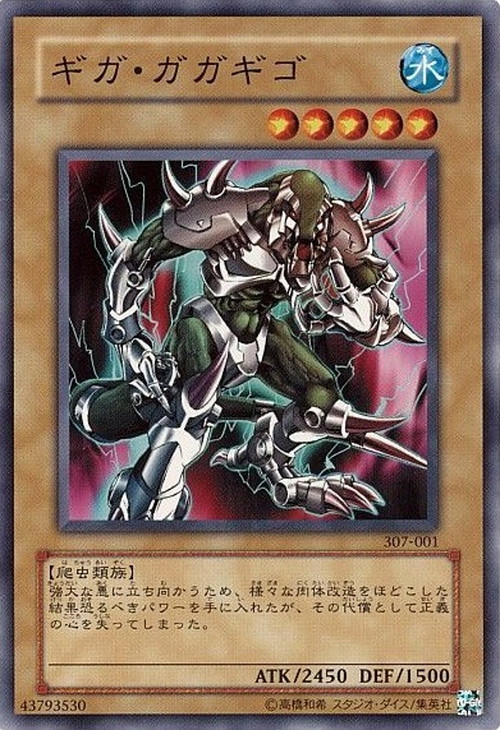 ギガ・ガガギゴ
水
307-001
【爬虫類族】
強大な悪に立ち向かうため、様々な肉体改造をほどこした
結果恐るべきパワーを手に入れたが、その代償として正義
の心を失ってしまった。
ATK/2450 DEF/1500
43793530
©高橋和希 スタジオ・ダイス/集英社